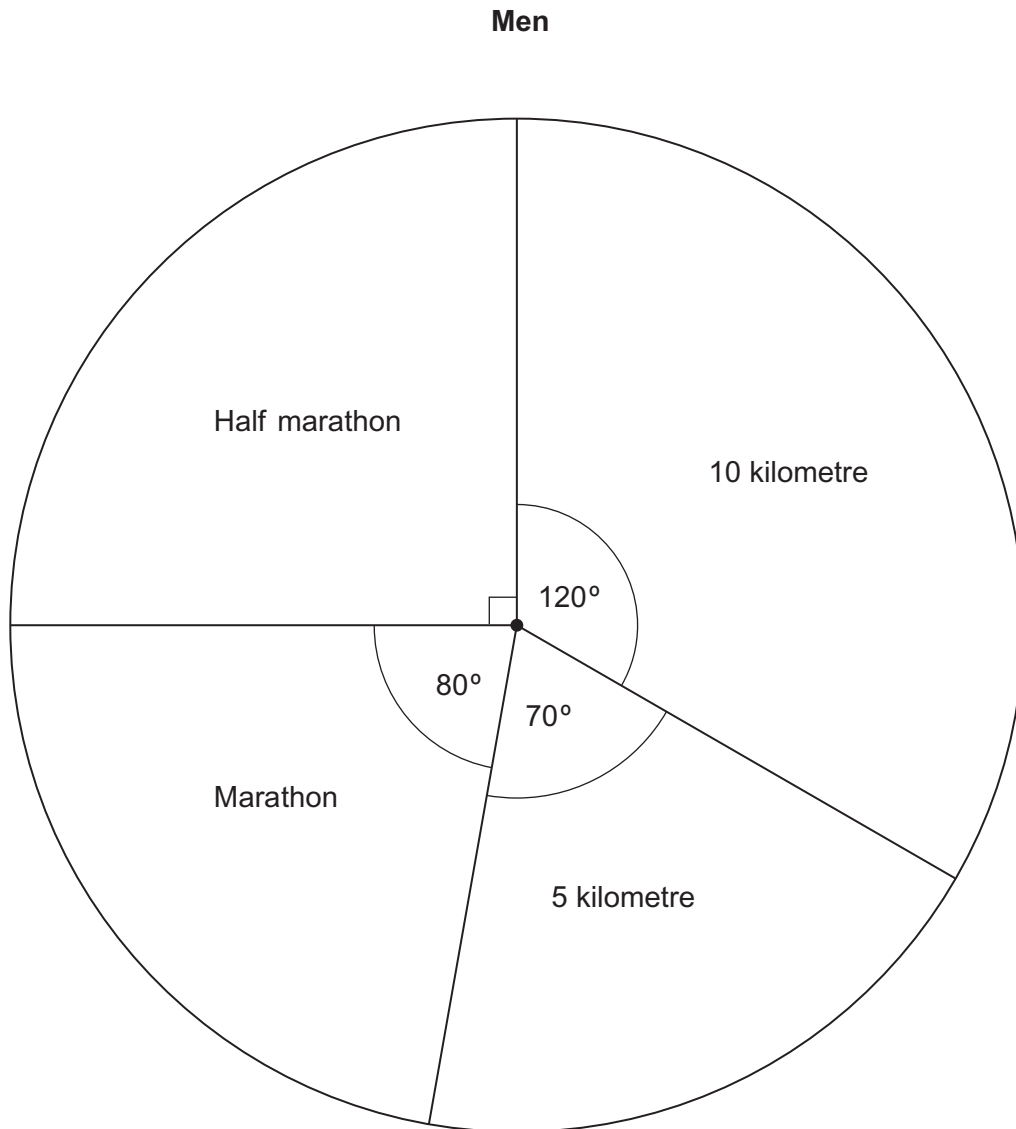 Men
Half marathon
10 kilometre
120º
80º
70º
Marathon
5 kilometre